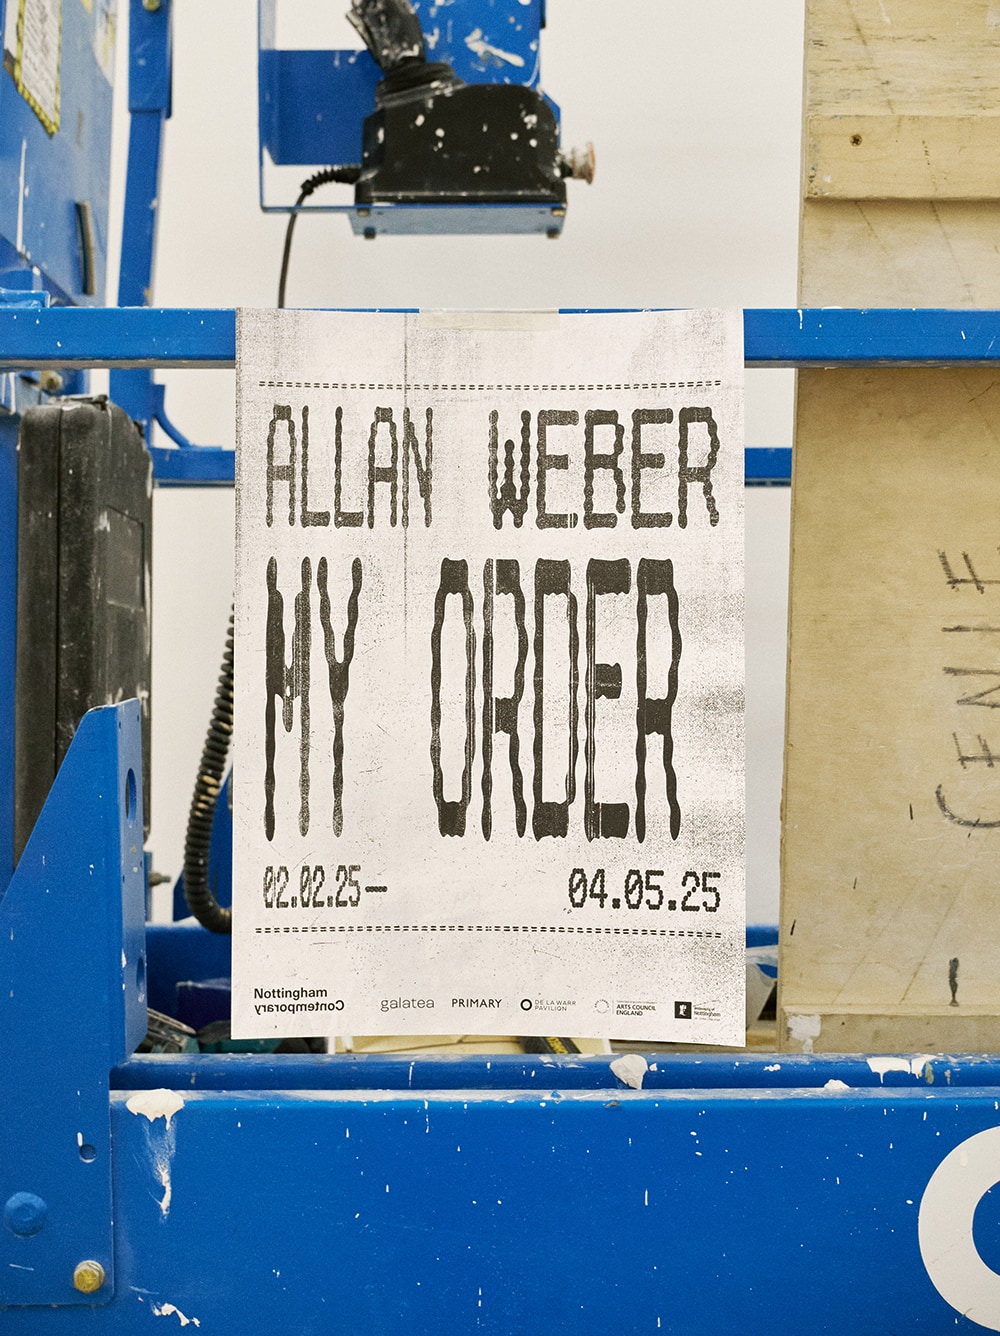 ALLAN WEBER
MY ORDER
02.02.25—
04.05.25
Nottingham
Contemporary
galatea
PRIMARY
DE LA WARR
PAVILION
ARTS COUNCIL
ENGLAND
Nottingham